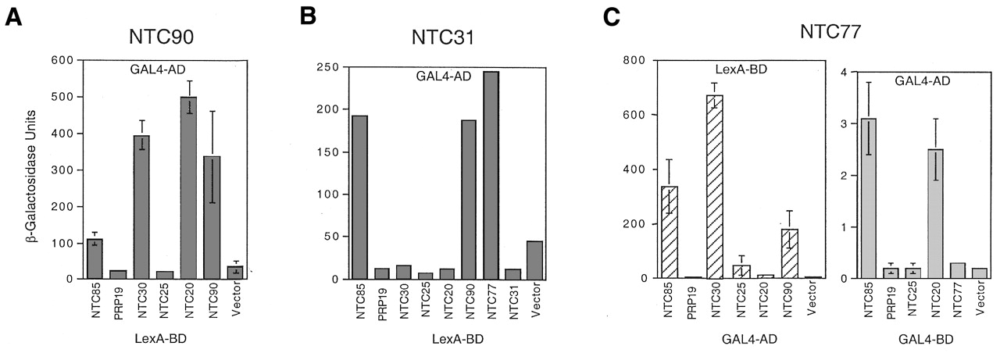 A
NTC90
GAL4-AD
β-Galactosidase Units
600
500
400
300
200
100
0
NTC85
PRP19
NTC30
NTC25
NTC20
NTC90
Vector
LexA-BD
B
NTC31
GAL4-AD
250
200
150
100
50
0
NTC85
PRP19
NTC30
NTC25
NTC20
NTC90
NTC77
NTC31
Vector
LexA-BD
C
NTC77
LexA-BD
800
600
400
200
0
NTC85
PRP19
NTC30
NTC25
NTC20
NTC90
Vector
GAL4-AD
GAL4-AD
4
3
2
1
0
NTC85
PRP19
NTC25
NTC20
NTC77
Vector
GAL4-BD